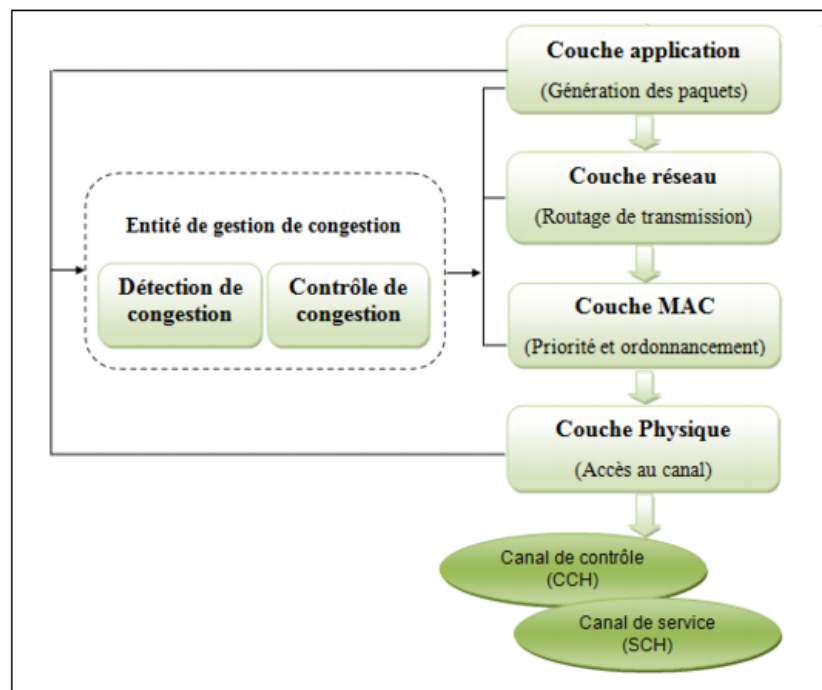 Couche application
(Génération des paquets)
Couche réseau
(Routage de transmission)
Entité de gestion de congestion
Détection de
congestion
Contrôle de
congestion
Couche MAC
(Priorité et ordonnancement)
Couche Physique
(Accès au canal)
Canal de contrôle
(CCH)
Canal de service
(SCH)